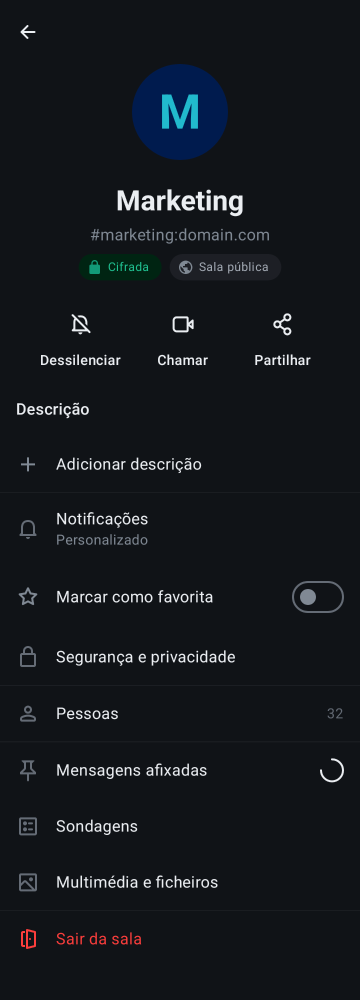 M
Marketing
#marketing:domain.com
Cifrada
Sala pública
Dessilenciar
Chamar
Partilhar
Descrição
Adicionar descrição
Notificações
Personalizado
Marcar como favorita
Segurança e privacidade
Pessoas
32
Mensagens afixadas
Sondagens
Multimédia e ficheiros
Sair da sala